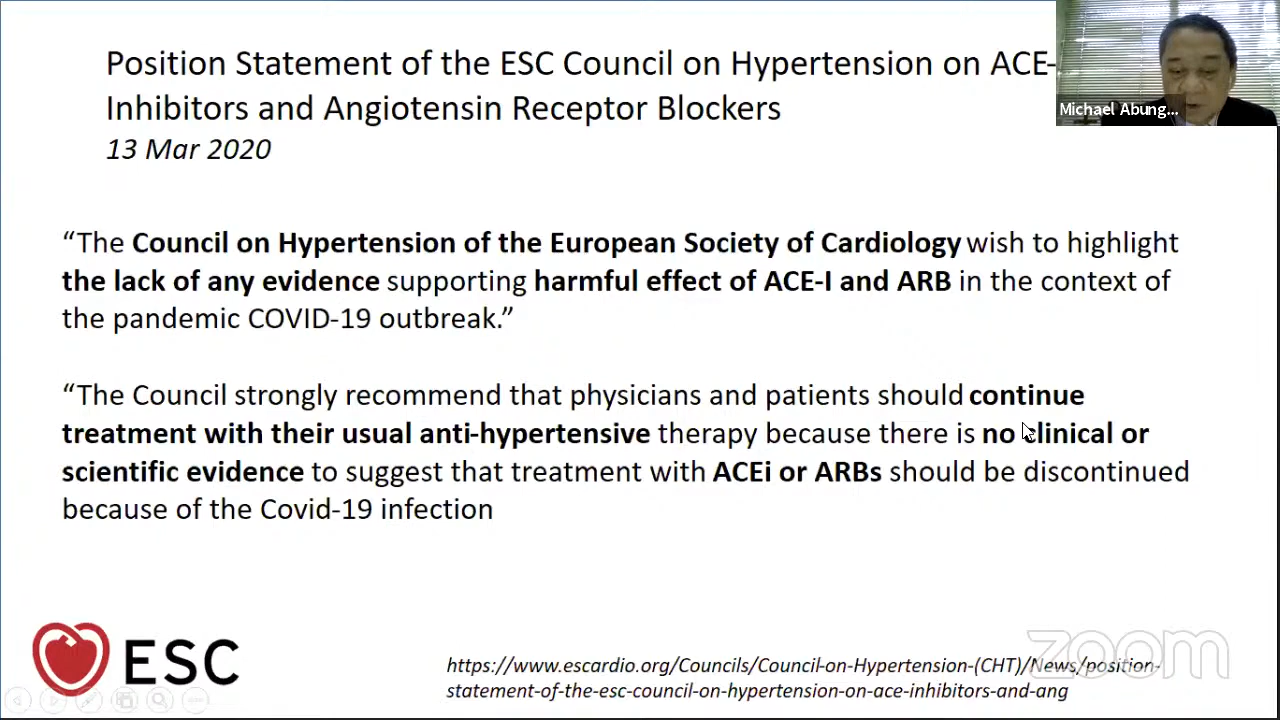 Position Statement of the ESC Council on Hypertension on ACE-
Inhibitors and Angiotensin Receptor Blockers
13 Mar 2020
Michael Abung...
“The Council on Hypertension of the European Society of Cardiology wish to highlight
the lack of any evidence supporting harmful effect of ACE-I and ARB in the context of
the pandemic COVID-19 outbreak.”
“The Council strongly recommend that physicians and patients should continue
treatment with their usual anti-hypertensive therapy because there is no clinical or
scientific evidence to suggest that treatment with ACEi or ARBs should be discontinued
because of the Covid-19 infection
ESC
https://www.escardio.org/Councils/Council-on-Hypertension-(CHT)/News/position-
statement-of-the-esc-council-on-hypertension-on-ace-inhibitors-and-ang
zoom